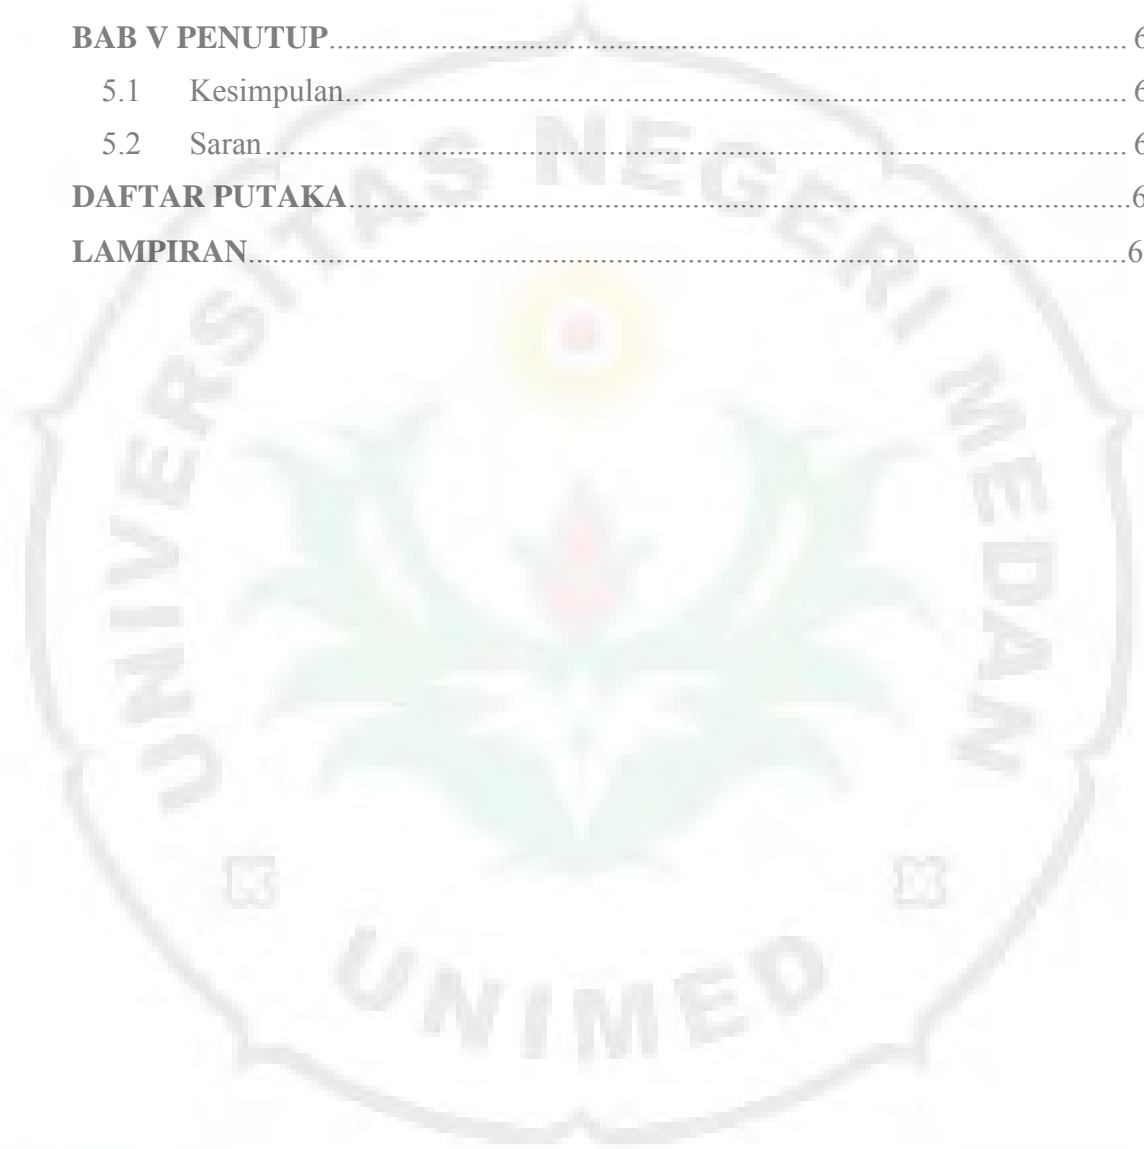 BAB V PENUTUP........................................................................................................ 6
5.1 Kesimpulan........................................................................................................ 6
5.2 Saran........................................................................................................ 6
DAFTAR PUTAKA........................................................................................................6
LAMPIRAN........................................................................................................6
UNIVERSITAS NEGERI MEDAN
UNIMED